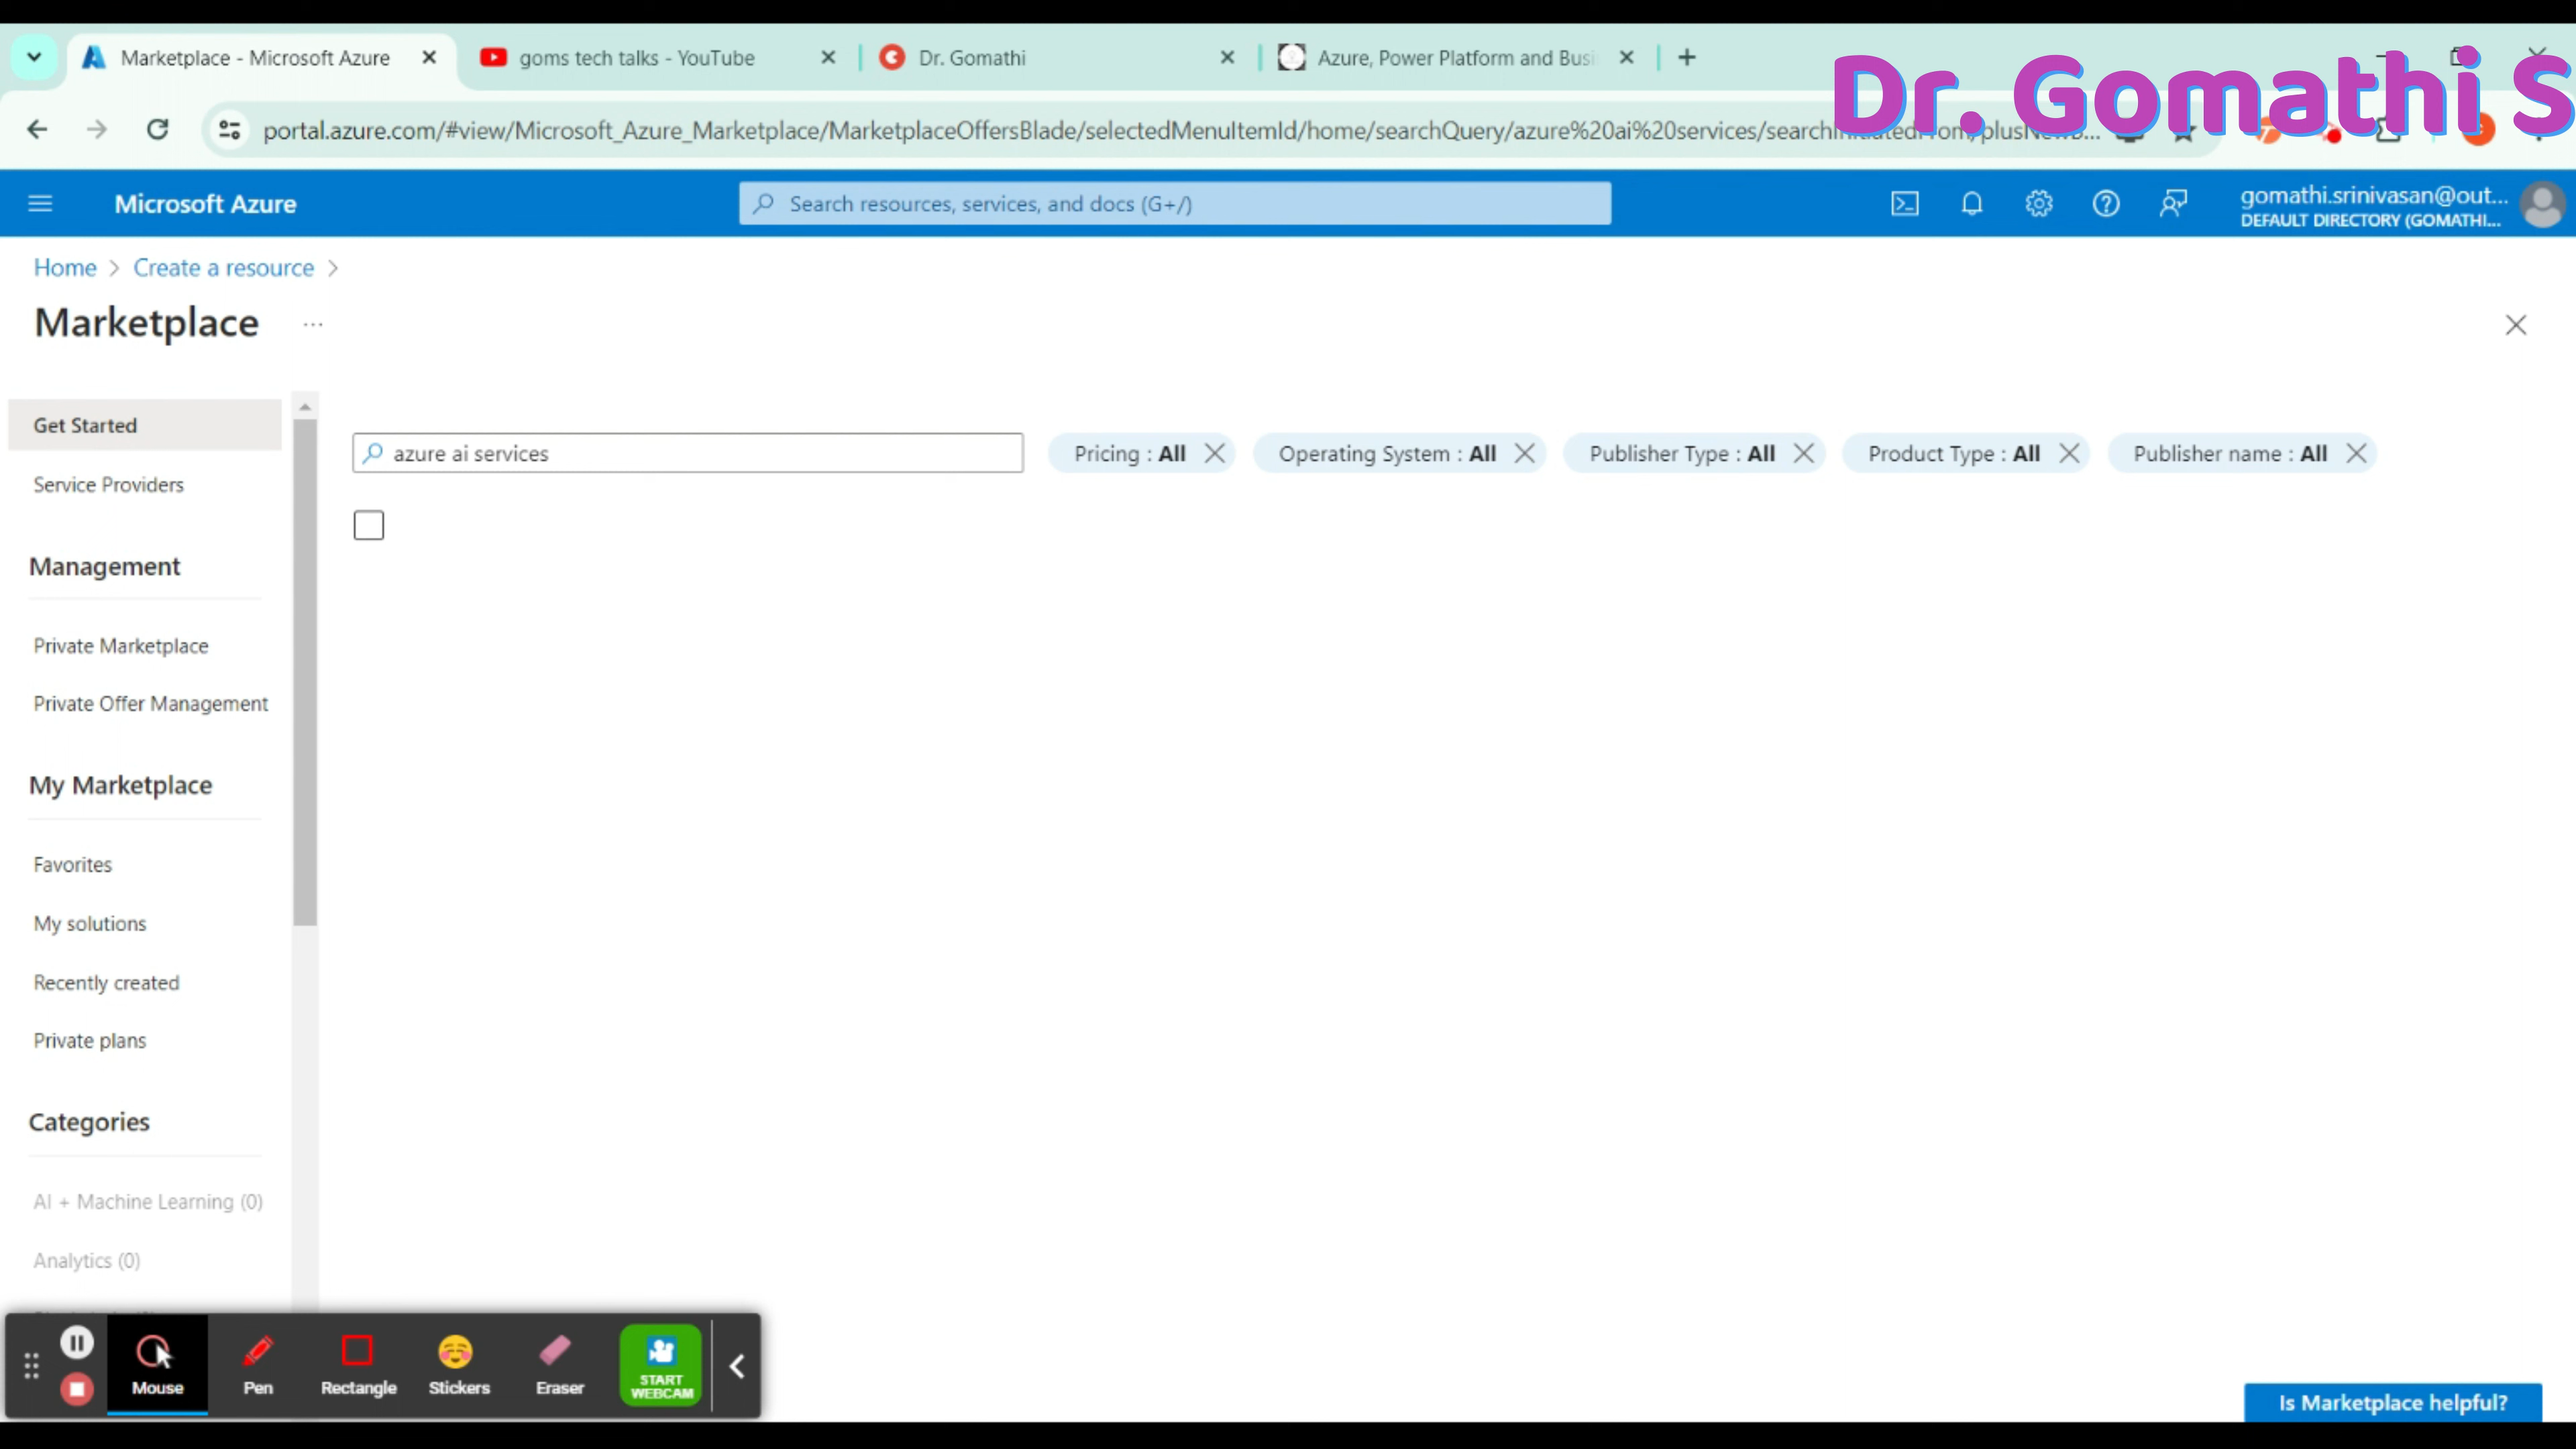 Marketplace - Microsoft Azure
goms tech talks - YouTube
Dr. Gomathi
Azure, Power Platform and Busi
Dr. Gomathi S
portal.azure.com/#view/Microsoft_Azure_Marketplace/MarketplaceOffersBlade/selectedMenuItemId/home/searchQuery/azure%20ai%20services/searchInitiatedFrom/plusNewB...
Microsoft Azure
Search resources, services, and docs (G+/)
gomathi.srinivasan@out...
DEFAULT DIRECTORY (GOMATHI...
Home > Create a resource >
Marketplace ...
Get Started
Service Providers
Management
Private Marketplace
Private Offer Management
My Marketplace
Favorites
My solutions
Recently created
Private plans
Categories
AI + Machine Learning (0)
Analytics (0)
azure ai services
Pricing : All
Operating System : All
Publisher Type : All
Product Type : All
Publisher name : All
Mouse
Pen
Rectangle
Stickers
Eraser
START
WEBCAM
Is Marketplace helpful?